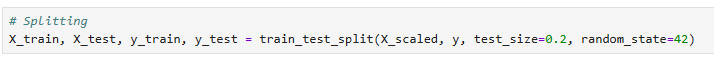 # Splitting
X_train, X_test, y_train, y_test = train_test_split(X_scaled, y, test_size=0.2, random_state=42)